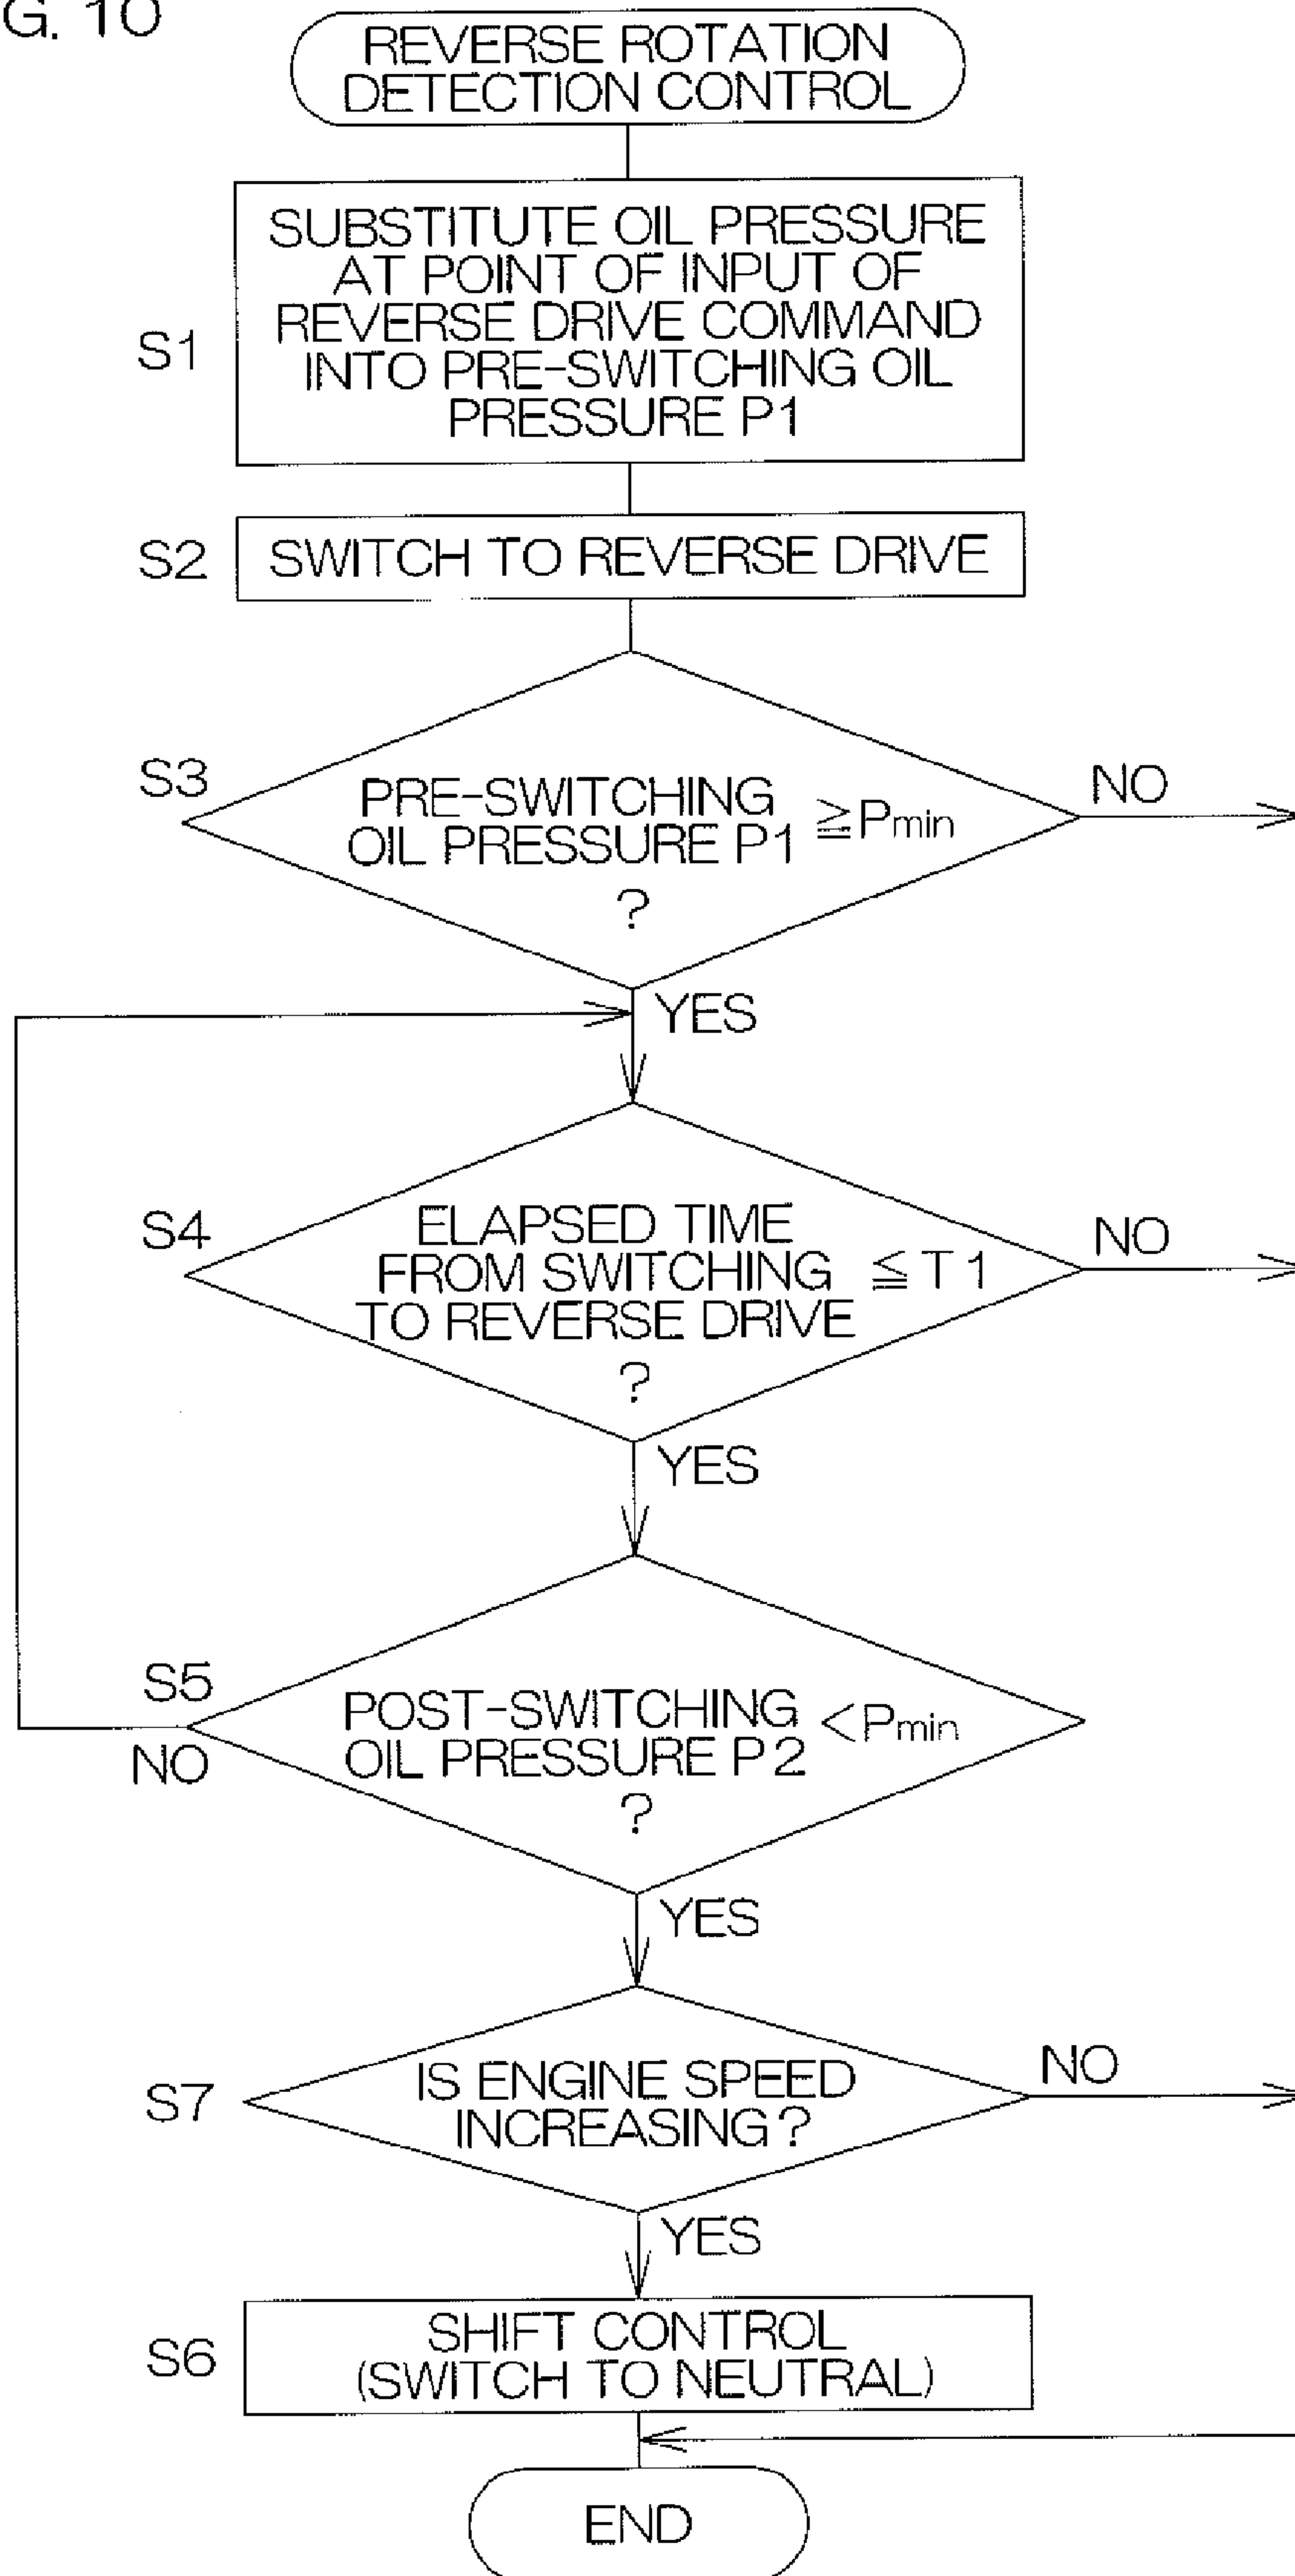 G. 10
REVERSE ROTATION
DETECTION CONTROL
S1
SUBSTITUTE OIL PRESSURE
AT POINT OF INPUT OF
REVERSE DRIVE COMMAND
INTO PRE-SWITCHING OIL
PRESSURE P1
S2
SWITCH TO REVERSE DRIVE
S3
PRE-SWITCHING
OIL PRESSURE P1 ≧Pmin
?
NO
YES
S4
ELAPSED TIME
FROM SWITCHING ≦T1
TO REVERSE DRIVE
?
NO
YES
S5
POST-SWITCHING
OIL PRESSURE P2 <Pmin
?
NO
YES
S7
IS ENGINE SPEED
INCREASING?
NO
YES
S6
SHIFT CONTROL
(SWITCH TO NEUTRAL)
END